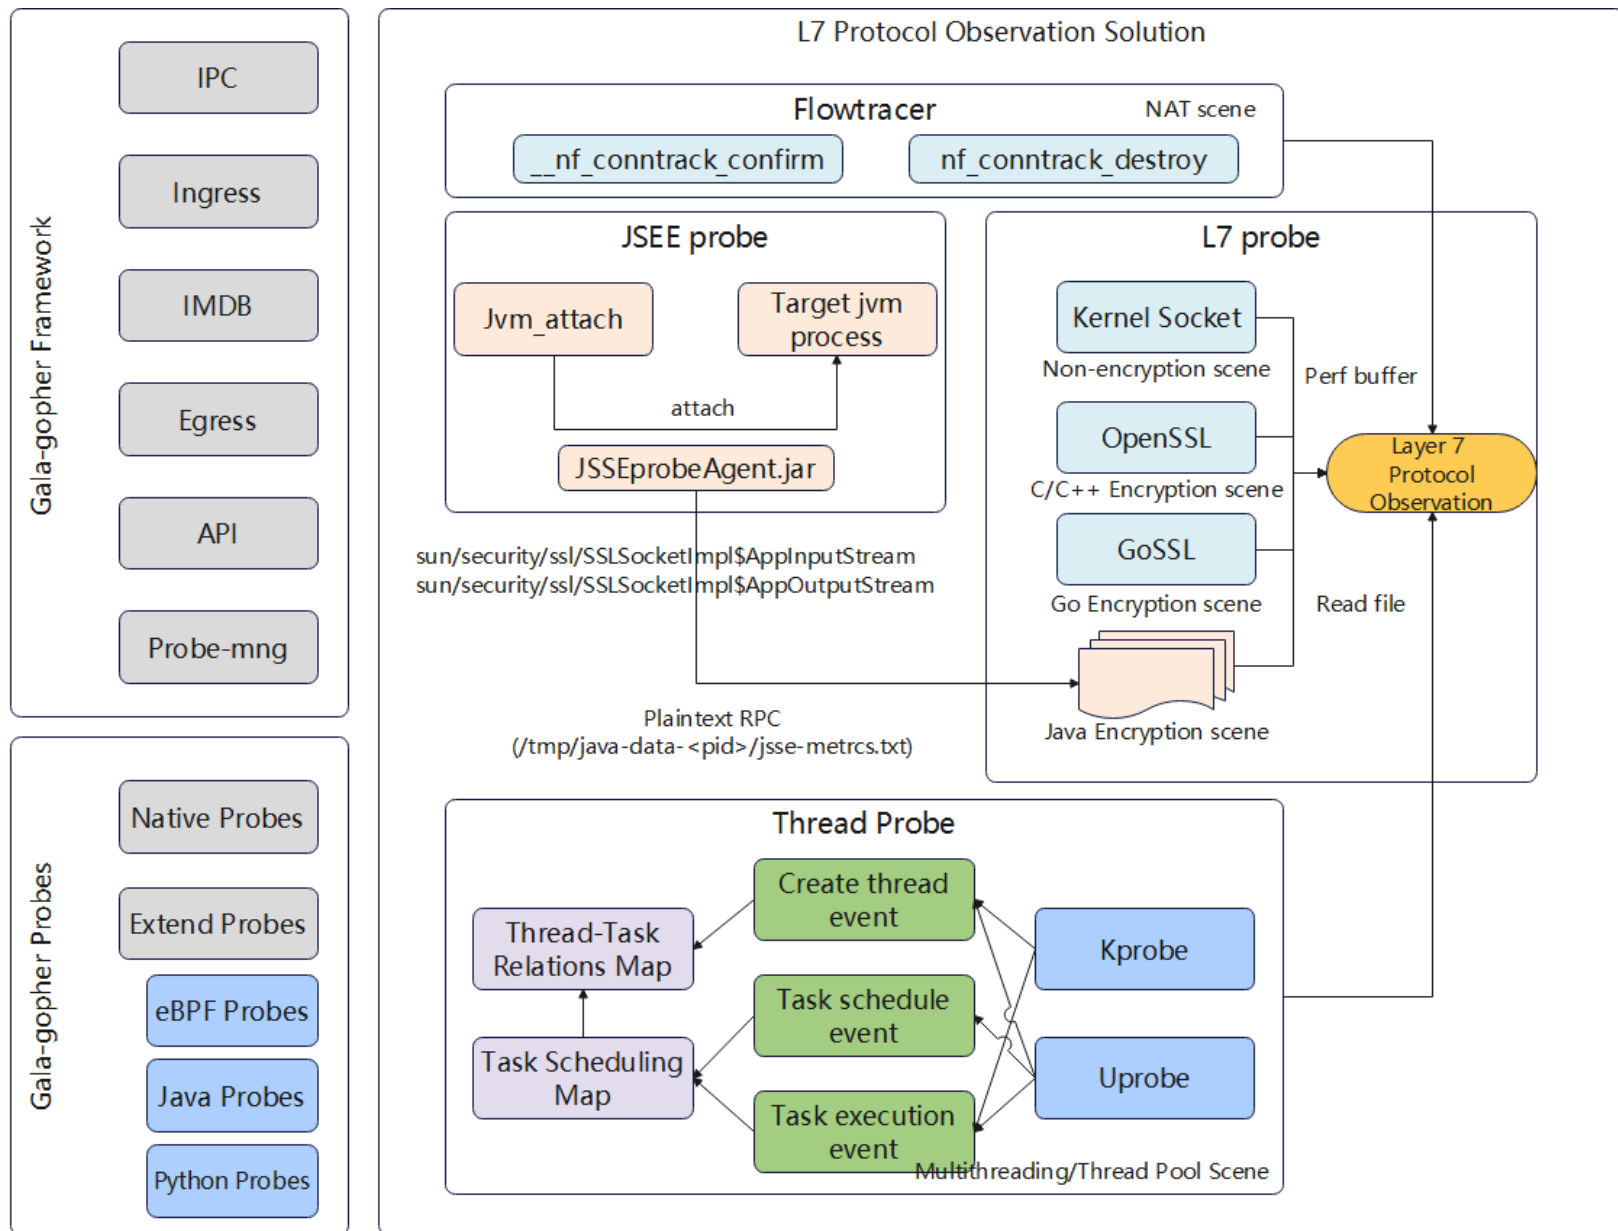 Gala-gopher Framework
IPC
Ingress
IMDB
Egress
API
Probe-mng
Gala-gopher Probes
Native Probes
Extend Probes
eBPF Probes
Java Probes
Python Probes
L7 Protocol Observation Solution
Flowtracer
NAT scene
__nf_conntrack_confirm
nf_conntrack_destroy
JSEE probe
Jvm_attach
Target jvm
process
attach
JSSEprobeAgent.jar
sun/security/ssl/SSLSocketImpl$AppInputStream
sun/security/ssl/SSLSocketImpl$AppOutputStream
Plaintext RPC
(/tmp/java-data-<pid>/jsse-metrcs.txt)
L7 probe
Kernel Socket
Non-encryption scene
OpenSSL
C/C++ Encryption scene
GoSSL
Go Encryption scene
Java Encryption scene
Perf buffer
Read file
Layer 7
Protocol
Observation
Thread Probe
Thread-Task
Relations Map
Task Scheduling
Map
Create thread
event
Task schedule
event
Task execution
event
Kprobe
Uprobe
Multithreading/Thread Pool Scene